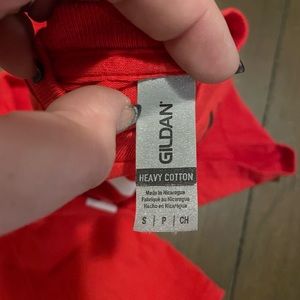 GILDAN
HEAVY COTTON
Made in Nicaragua
Fabriqué au Nicaragua
Hecho en Nicaragua
S | P | CH